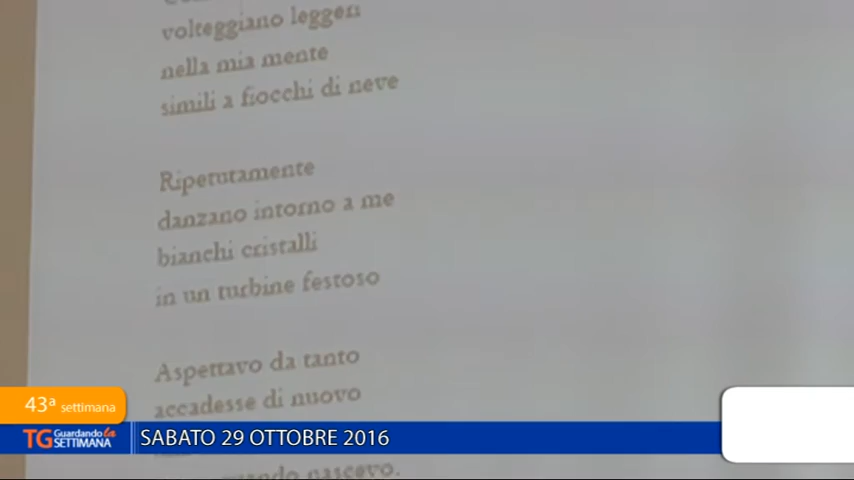 volteggiano leggeri
nella mia mente
simili a fiocchi di neve
Ripetutamente
danzano intorno a me
bianchi cristalli
in un turbine festoso
Aspettavo da tanto
accadesse di nuovo
nascevo.
43ª settimana
TG Guardando la SETTIMANA
SABATO 29 OTTOBRE 2016